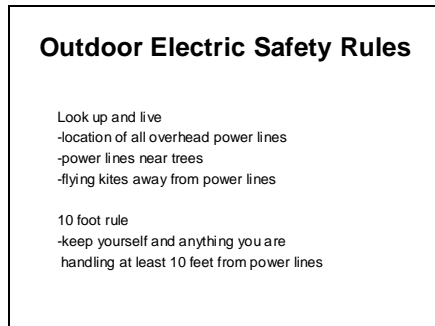 Outdoor Electric Safety Rules
Look up and live
-location of all overhead power lines
-power lines near trees
-flying kites away from power lines
10 foot rule
-keep yourself and anything you are
handling at least 10 feet from power lines